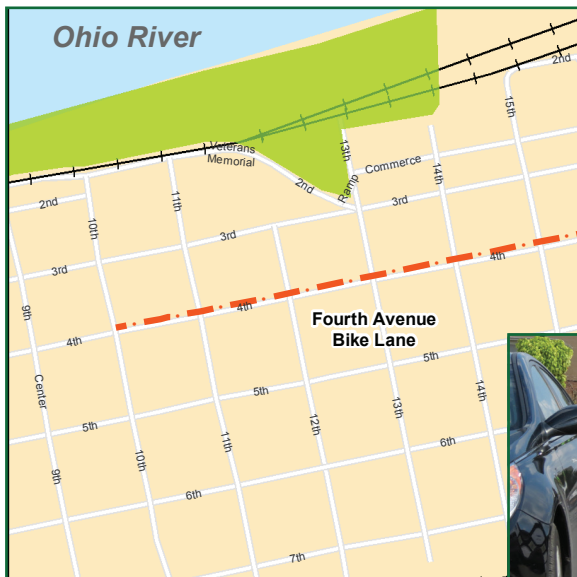 Ohio River
2nd
15th
Veterans
Memorial
13th
Commerce
14th
2nd
Ramp
11th
3rd
2nd
10th
3rd
3rd
4th
9th
4th
Fourth Avenue
Bike Lane
4th
5th
Center
5th
14th
13th
12th
5th
11th
6th
10th
9th
6th
7th